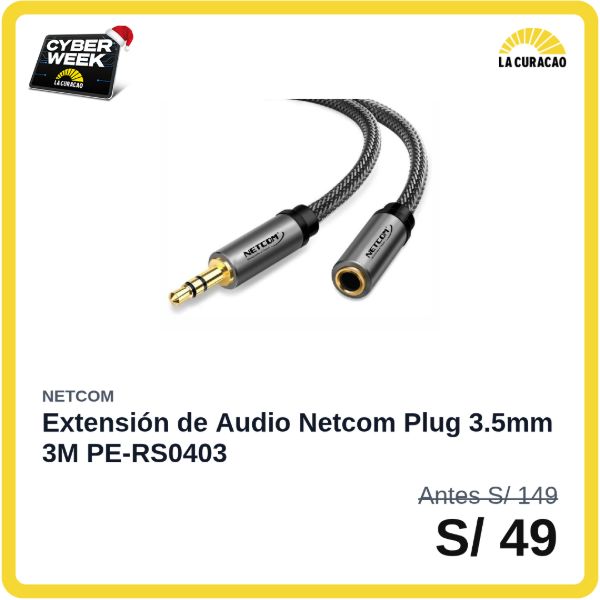 CYBER
WEEK
LA CURACAO
LA CURACAO
NETCOM
NETCOM
NETCOM
Extensión de Audio Netcom Plug 3.5mm
3M PE-RS0403
Antes S/ 149
S/ 49